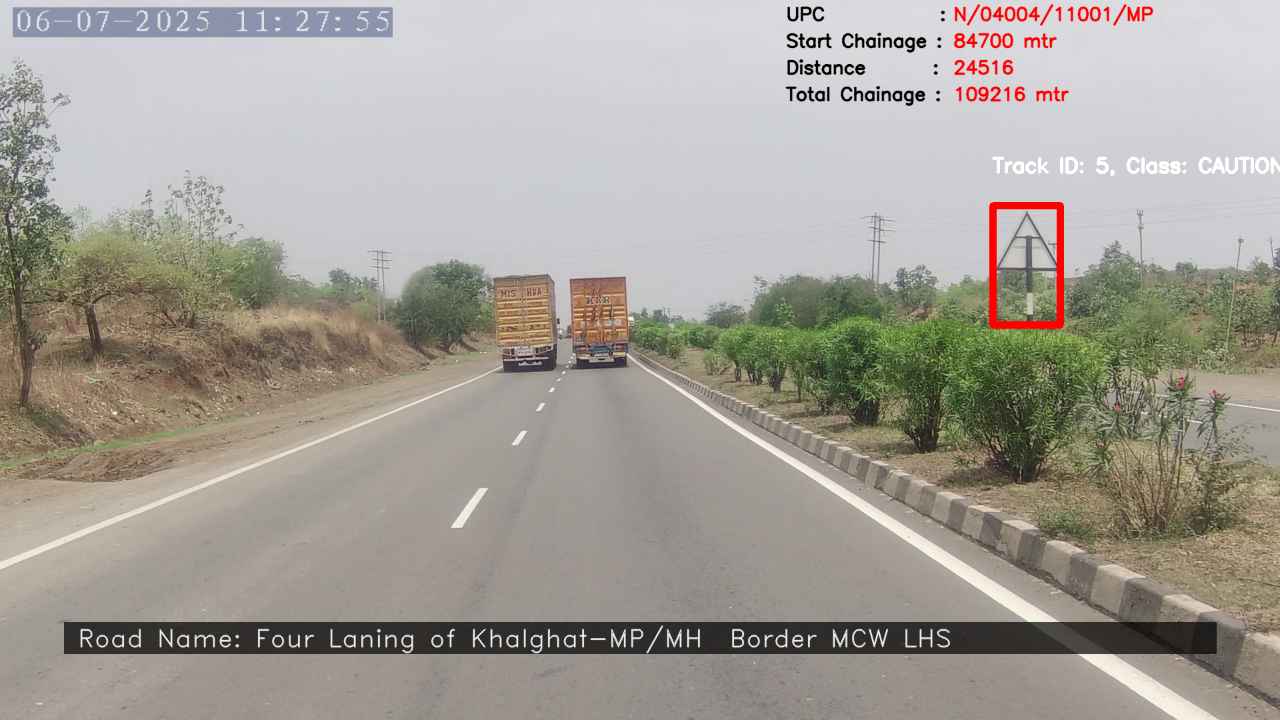 06-07-2025 11:27:55
UPC : N/04004/11001/MP
Start Chainage : 84700 mtr
Distance : 24516
Total Chainage : 109216 mtr
Track ID: 5, Class: CAUTION
KBR
Road Name: Four Laning of Khalghat-MP/MH Border MCW LHS